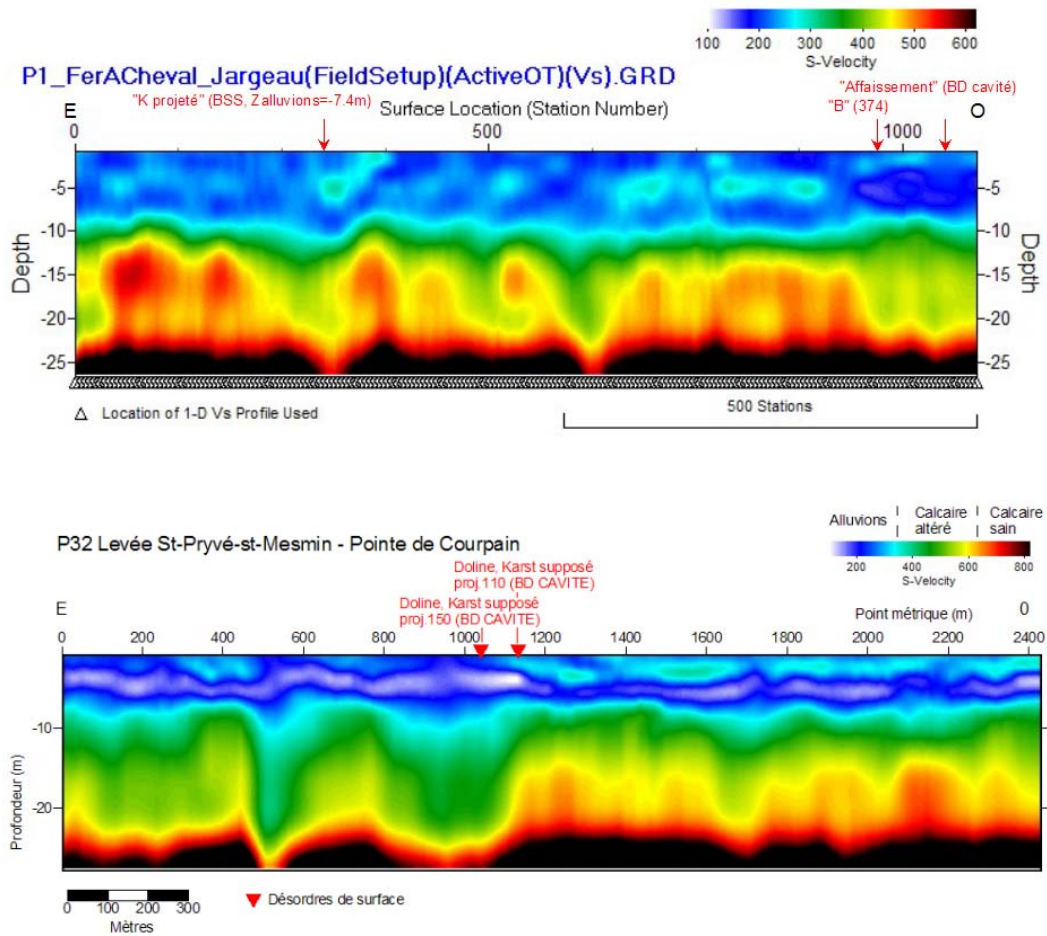 100 200 300 400 500 600
S-Velocity
P1_FerACheval_Jargeau(FieldSetup)(ActiveOT)(Vs).GRD
"K projeté" (BSS, Zalluvions=-7.4m)
"Affaissement" (BD cavité)
"B" (374)
E
Surface Location (Station Number)
O
0 500 1000
-5 -5
-10 -10
-15 -15
-20 -20
-25 -25
Depth
Depth
Location of 1-D Vs Profile Used
500 Stations
Alluvions | Calcaire altéré | Calcaire sain
200 400 600 800
S-Velocity
P32 Levée St-Pryvé-st-Mesmin - Pointe de Courpain
Doline, Karst supposé
proj.110 (BD CAVITE)
Doline, Karst supposé
proj.150 (BD CAVITE)
E
Point métrique (m)
O
0 200 400 600 800 1000 1200 1400 1600 1800 2000 2200 2400
-10
-20
Profondeur (m)
0 100 200 300
Mètres
Désordres de surface